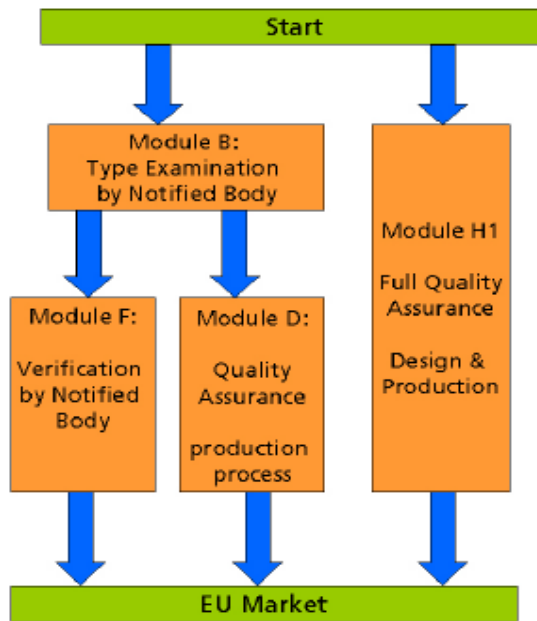 Start
Module B:
Type Examination
by Notified Body
Module F:
Verification
by Notified
Body
Module D:
Quality
Assurance
production
process
Module H1
Full Quality
Assurance
Design &
Production
EU Market